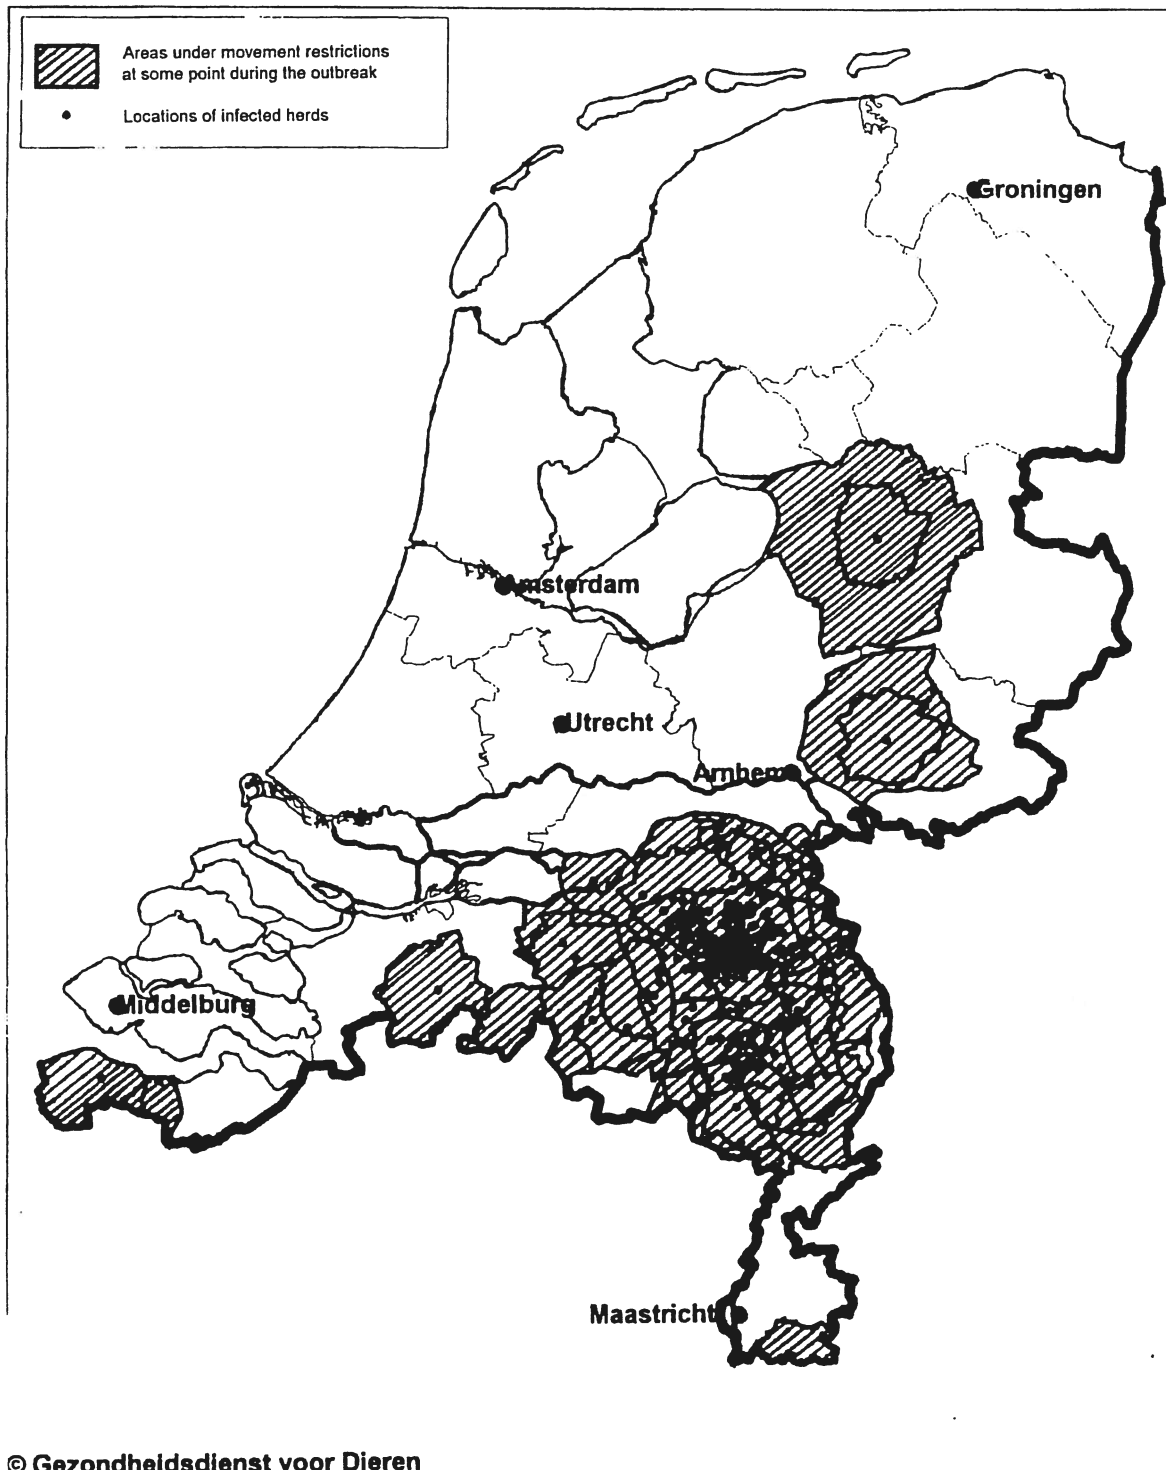 Areas under movement restrictions
at some point during the outbreak
Locations of infected herds
Groningen
Amsterdam
Utrecht
Arnhem
Middelburg
Maastricht
© Gezondheidsdienst voor Dieren